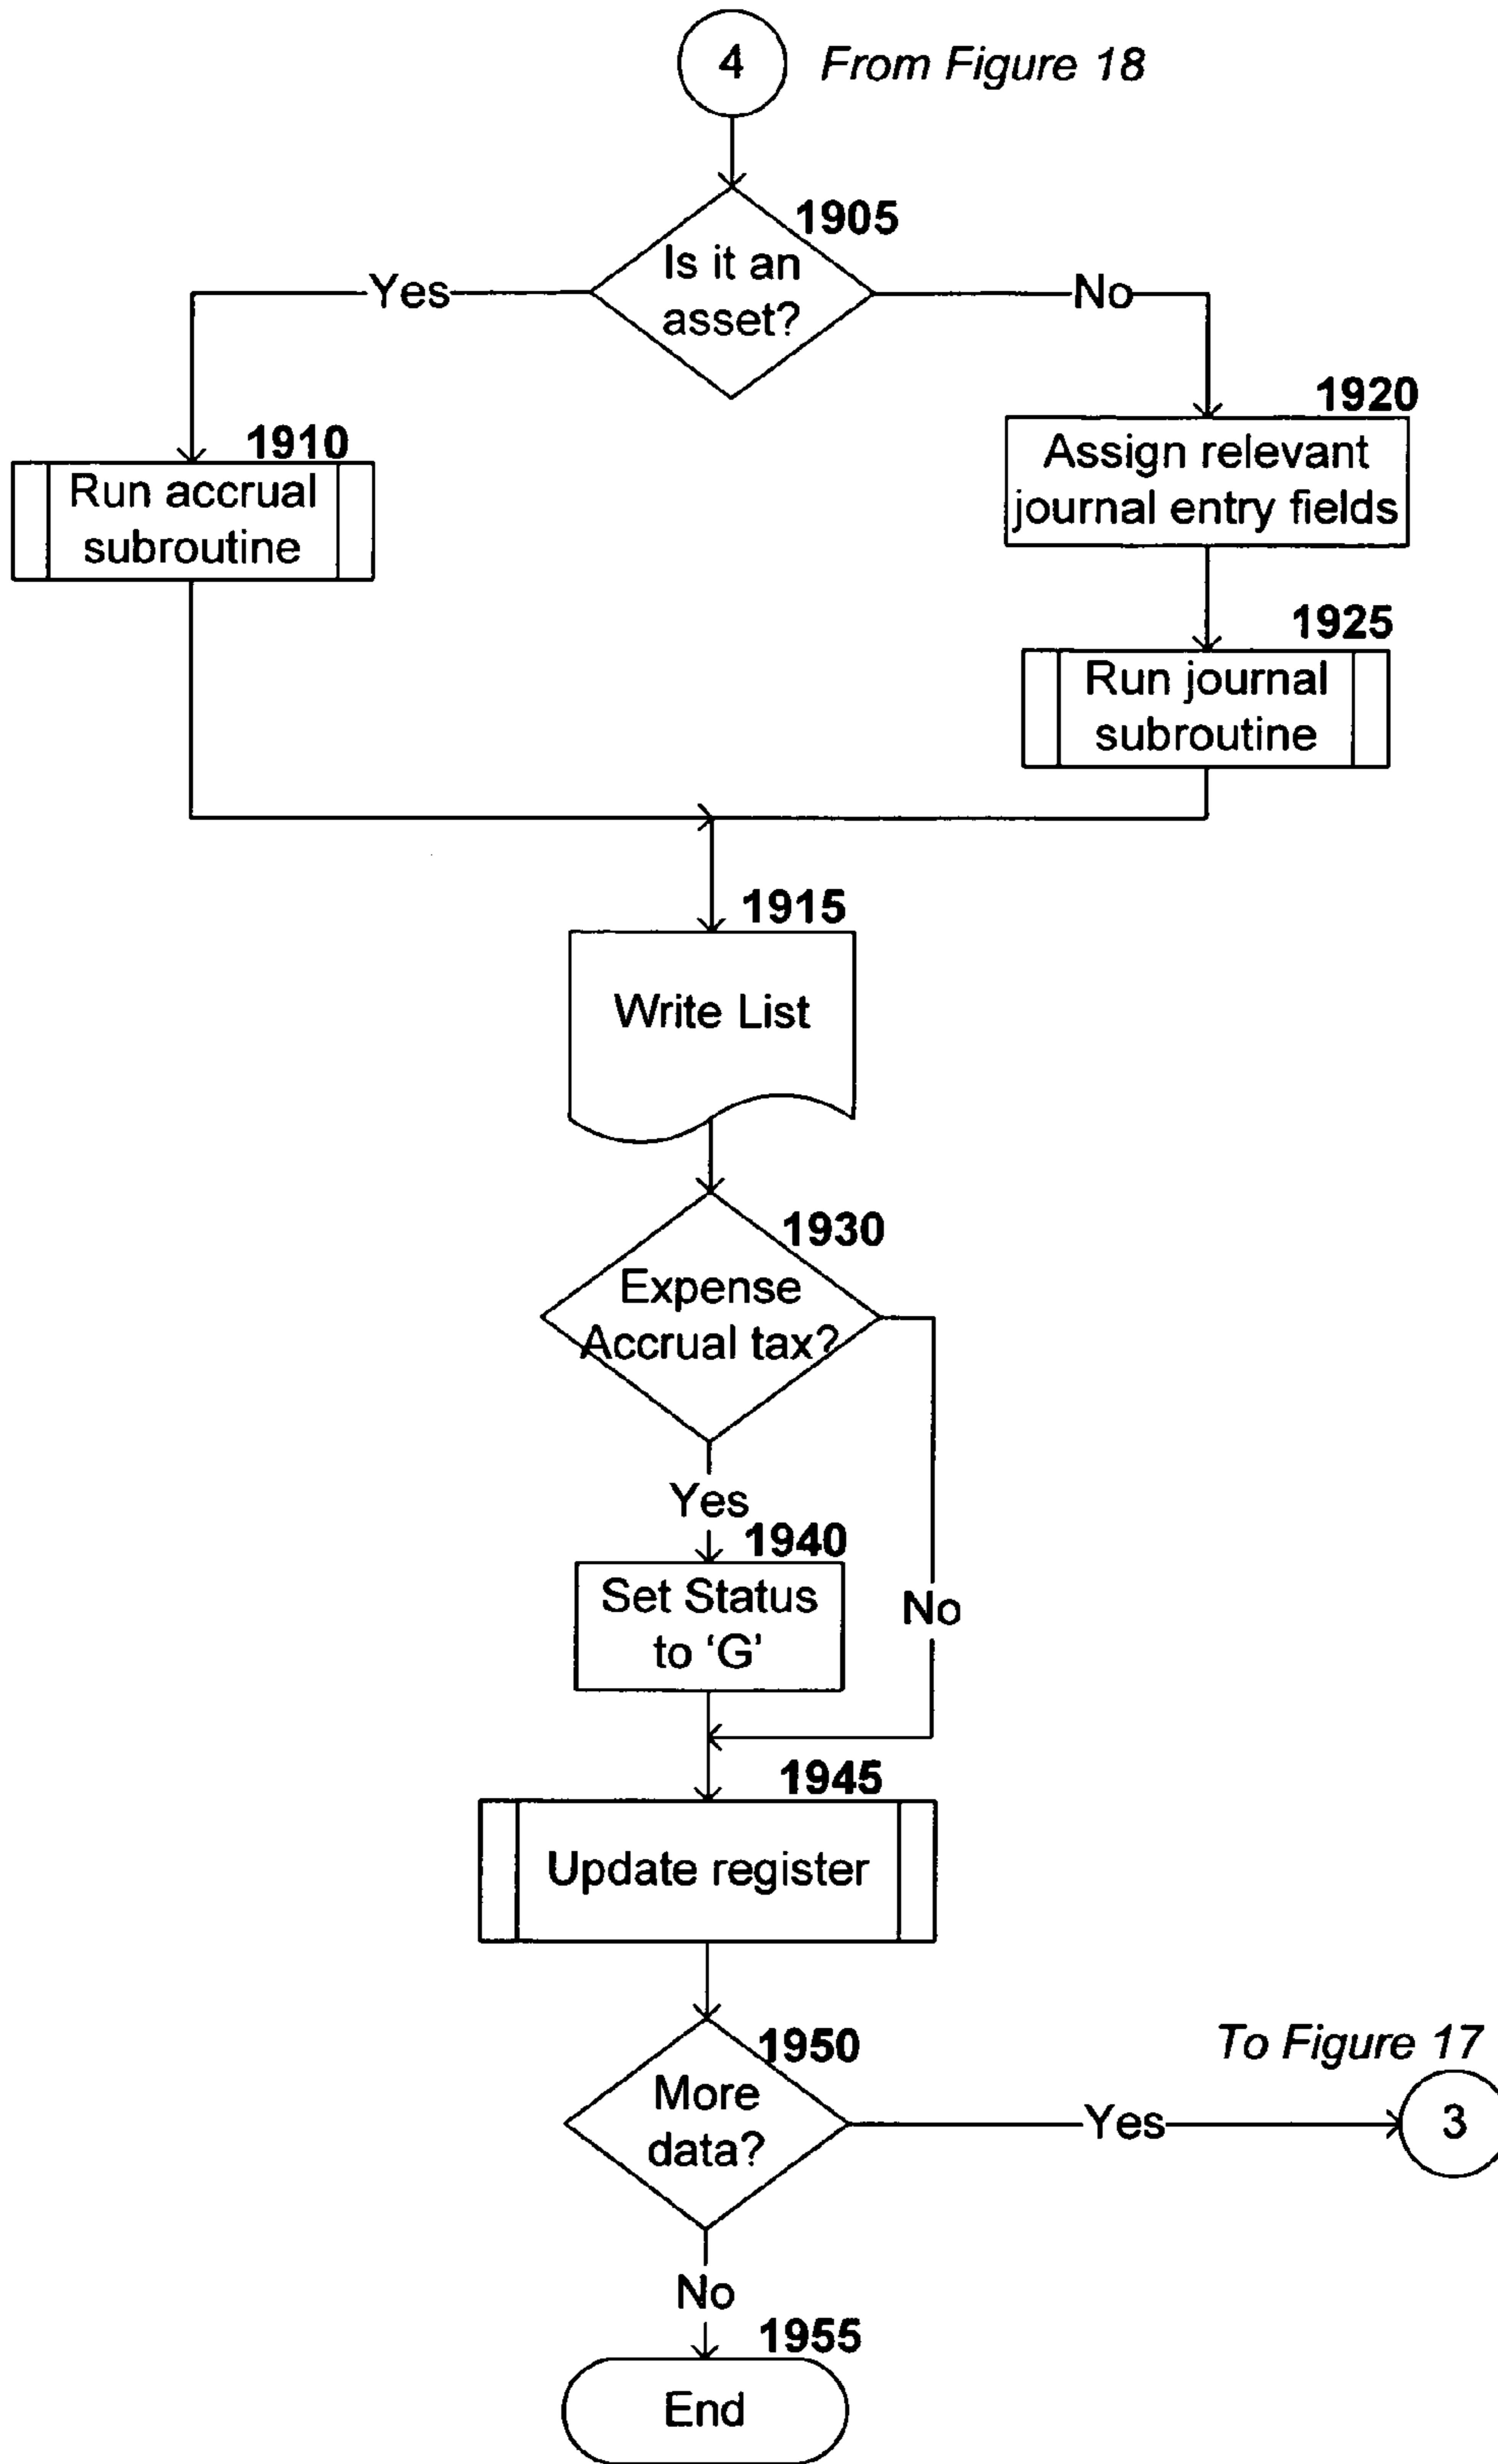 4
From Figure 18
1905
Is it an
asset?
Yes
No
1920
Assign relevant
journal entry fields
1910
Run accrual
subroutine
1925
Run journal
subroutine
1915
Write List
1930
Expense
Accrual tax?
Yes
No
1940
Set Status
to ‘G’
1945
Update register
1950
More
data?
Yes
To Figure 17
3
No
1955
End